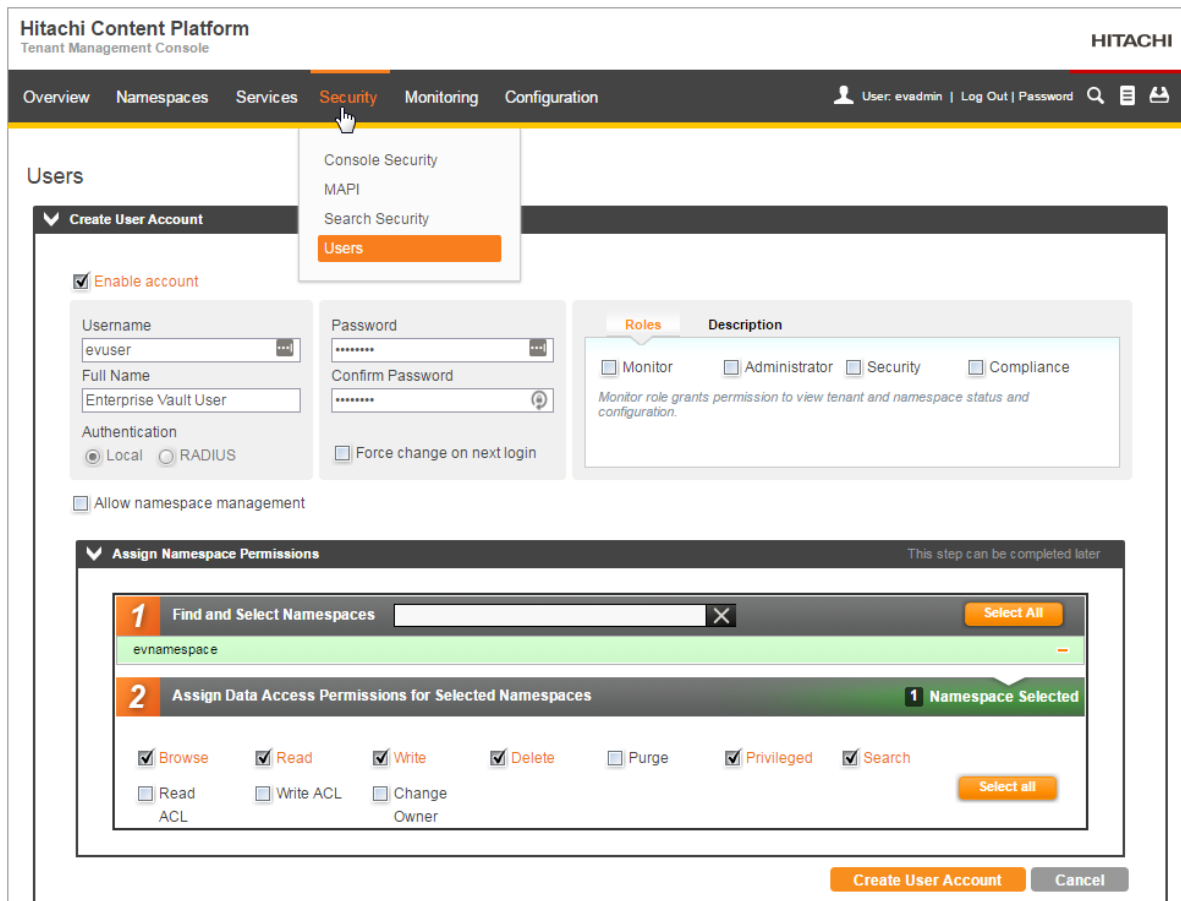 Hitachi Content Platform
Tenant Management Console
HITACHI
Overview Namespaces Services Security Monitoring Configuration User: evadmin | Log Out | Password
Console Security
MAPI
Search Security
Users
Users
Create User Account
Enable account
Username
evuser
Full Name
Enterprise Vault User
Authentication
Local RADIUS
Password
••••••••
Confirm Password
••••••••
Force change on next login
Roles Description
Monitor Administrator Security Compliance
Monitor role grants permission to view tenant and namespace status and
configuration.
Allow namespace management
Assign Namespace Permissions This step can be completed later
1 Find and Select Namespaces Select All
evnamespace
2 Assign Data Access Permissions for Selected Namespaces 1 Namespace Selected
Browse Read Write Delete Purge Privileged Search
Read
ACL
Write ACL
Change
Owner
Select all
Create User Account Cancel